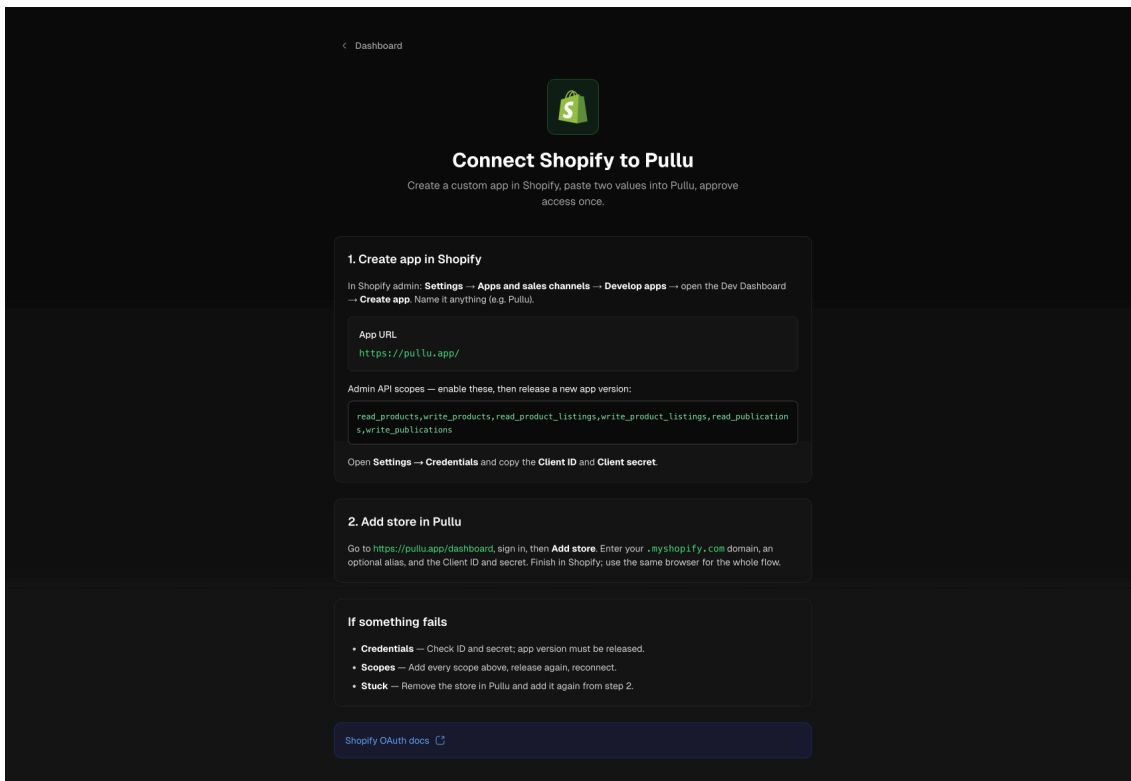 Dashboard
S
Connect Shopify to Pullu
Create a custom app in Shopify, paste two values into Pullu, approve
access once.
1. Create app in Shopify
In Shopify admin: Settings → Apps and sales channels → Develop apps → open the Dev Dashboard
→ Create app. Name it anything (e.g. Pullu).
App URL
https://pullu.app/
Admin API scopes — enable these, then release a new app version:
read_products,write_products,read_product_listings,write_product_listings,read_publication
s,write_publications
Open Settings → Credentials and copy the Client ID and Client secret.
2. Add store in Pullu
Go to https://pullu.app/dashboard, sign in, then Add store. Enter your .myshopify.com domain, an
optional alias, and the Client ID and secret. Finish in Shopify; use the same browser for the whole flow.
If something fails
• Credentials — Check ID and secret; app version must be released.
• Scopes — Add every scope above, release again, reconnect.
• Stuck — Remove the store in Pullu and add it again from step 2.
Shopify OAuth docs